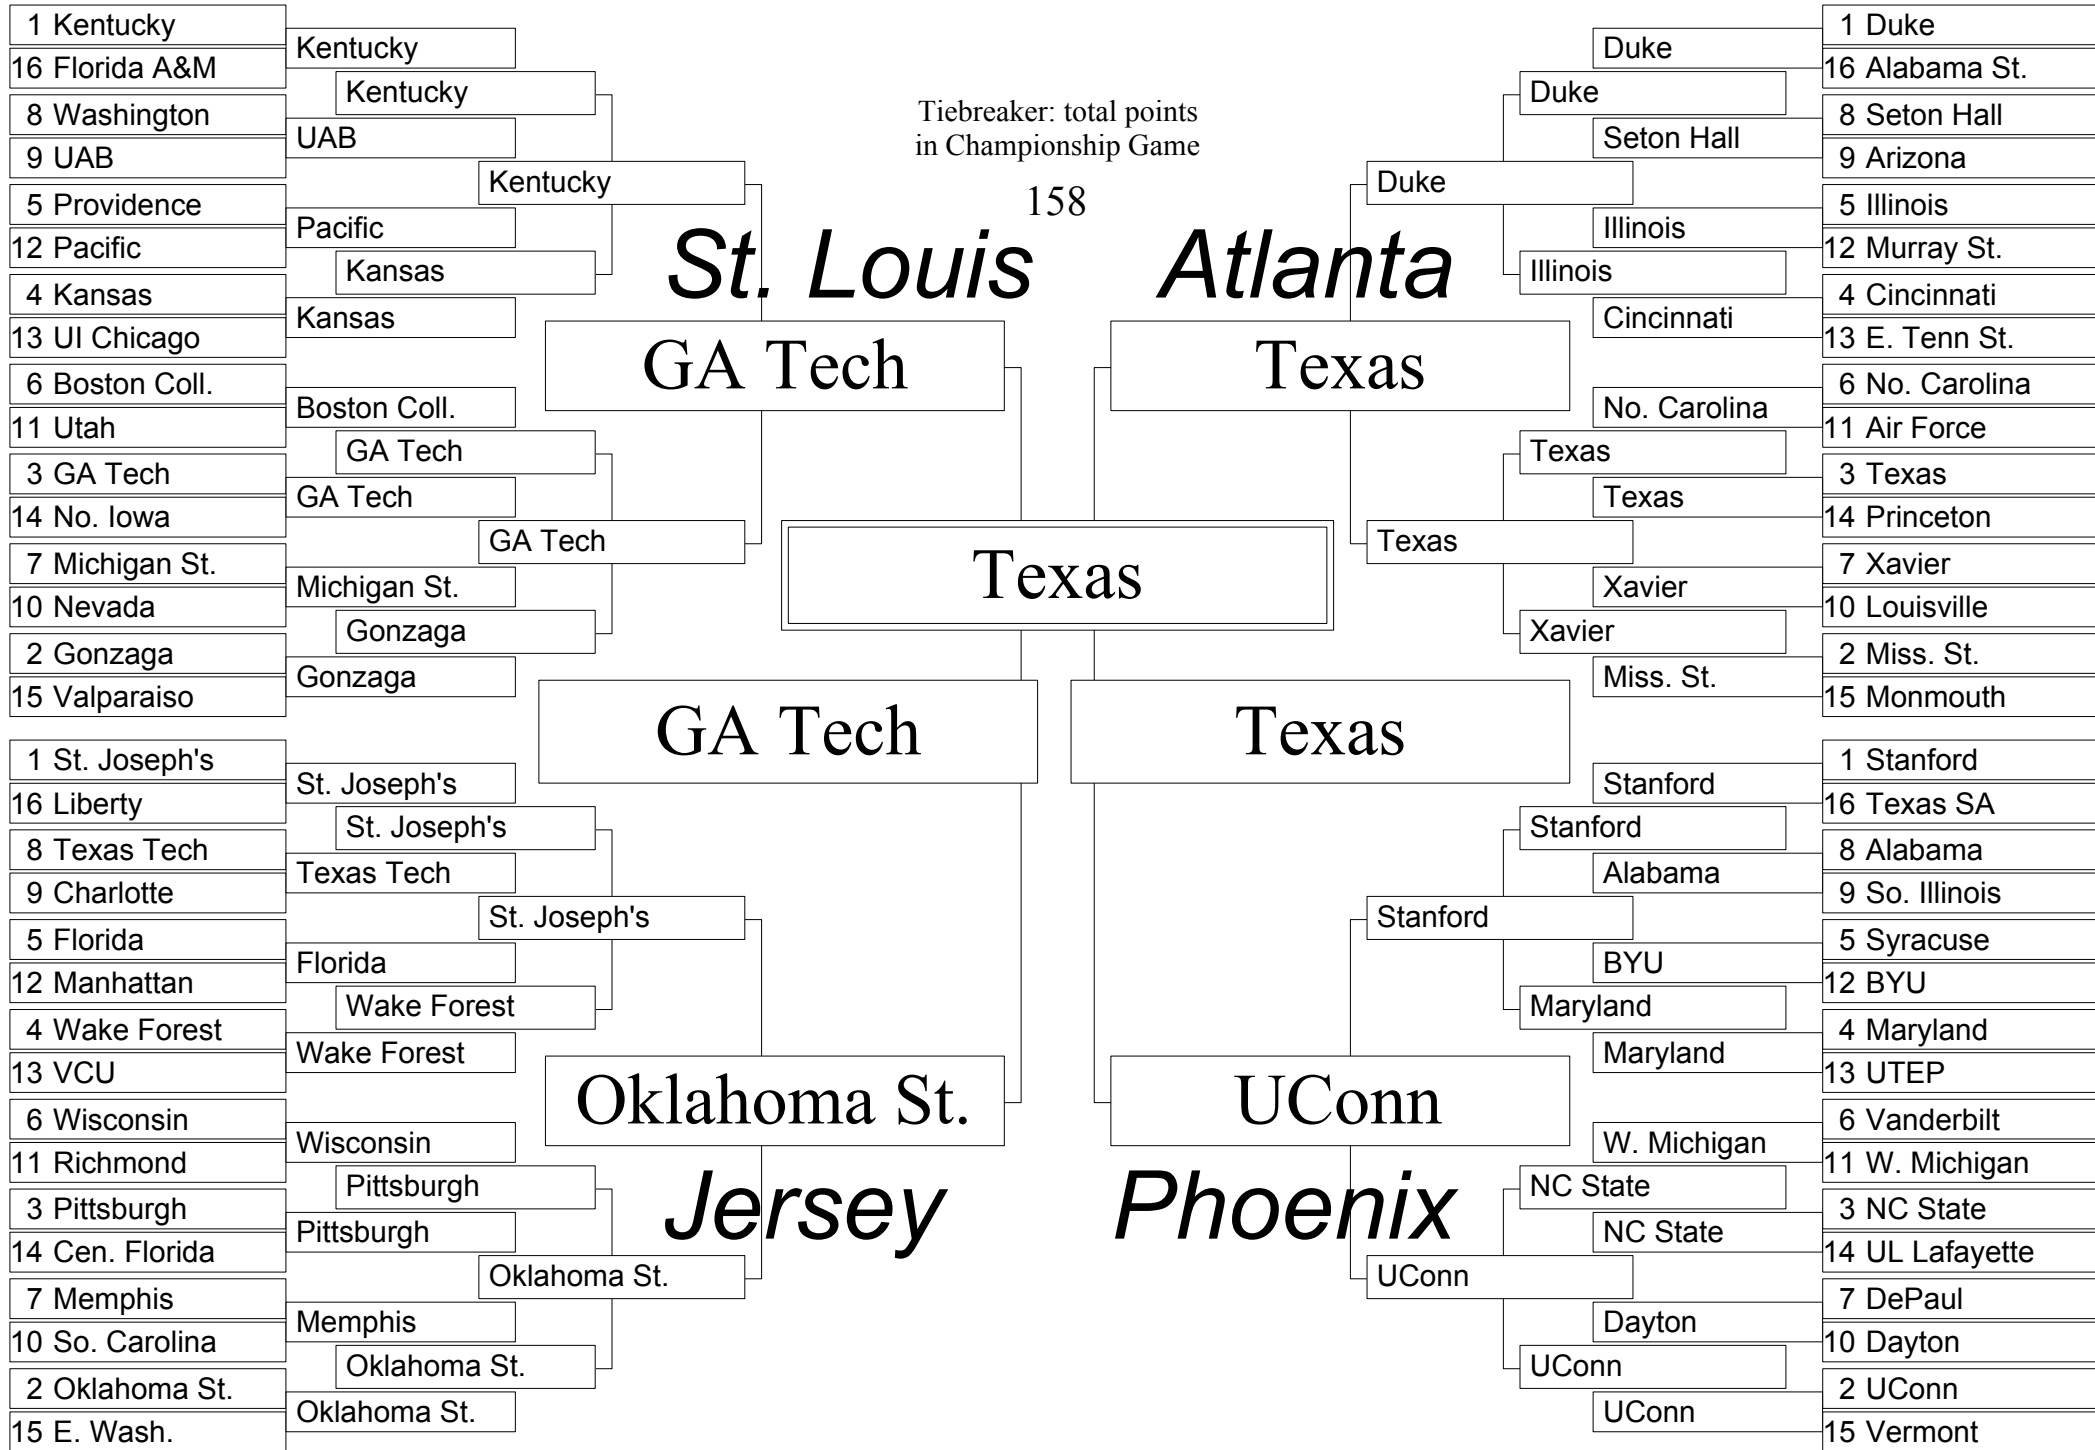 1 Kentucky
16 Florida A&M
8 Washington
9 UAB
5 Providence
12 Pacific
4 Kansas
13 UI Chicago
6 Boston Coll.
11 Utah
3 GA Tech
14 No. Iowa
7 Michigan St.
10 Nevada
2 Gonzaga
15 Valparaiso
1 St. Joseph's
16 Liberty
8 Texas Tech
9 Charlotte
5 Florida
12 Manhattan
4 Wake Forest
13 VCU
6 Wisconsin
11 Richmond
3 Pittsburgh
14 Cen. Florida
7 Memphis
10 So. Carolina
2 Oklahoma St.
15 E. Wash.
Kentucky
UAB
Pacific
Kansas
Boston Coll.
GA Tech
Michigan St.
Gonzaga
St. Joseph's
Texas Tech
Florida
Wake Forest
Wisconsin
Pittsburgh
Memphis
Oklahoma St.
Kentucky
Kansas
GA Tech
Gonzaga
St. Joseph's
Wake Forest
Pittsburgh
Oklahoma St.
Kentucky
GA Tech
St. Joseph's
Oklahoma St.
Tiebreaker: total points
in Championship Game
158
St. Louis
Atlanta
GA Tech
Texas
Texas
GA Tech
Texas
Oklahoma St.
UConn
Jersey
Phoenix
Duke
Texas
Stanford
UConn
Duke
Illinois
Texas
Xavier
Stanford
Maryland
NC State
UConn
Duke
Seton Hall
Illinois
Cincinnati
No. Carolina
Texas
Xavier
Miss. St.
Stanford
Alabama
BYU
Maryland
W. Michigan
NC State
Dayton
UConn
1 Duke
16 Alabama St.
8 Seton Hall
9 Arizona
5 Illinois
12 Murray St.
4 Cincinnati
13 E. Tenn St.
6 No. Carolina
11 Air Force
3 Texas
14 Princeton
7 Xavier
10 Louisville
2 Miss. St.
15 Monmouth
1 Stanford
16 Texas SA
8 Alabama
9 So. Illinois
5 Syracuse
12 BYU
4 Maryland
13 UTEP
6 Vanderbilt
11 W. Michigan
3 NC State
14 UL Lafayette
7 DePaul
10 Dayton
2 UConn
15 Vermont